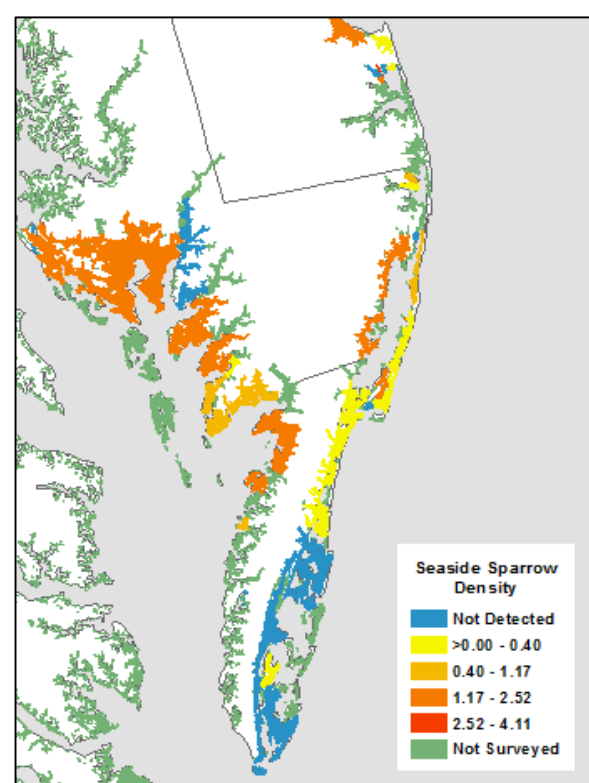 Seaside Sparrow
Density
Not Detected
>0.00 - 0.40
0.40 - 1.17
1.17 - 2.52
2.52 - 4.11
Not Surveyed